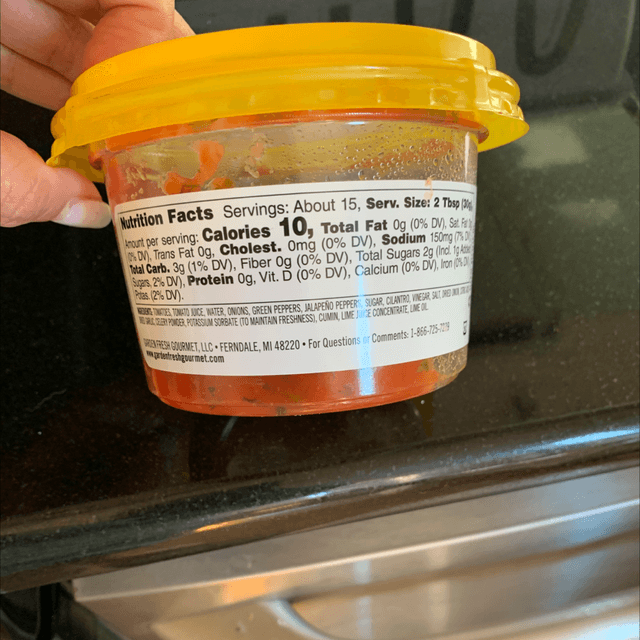 Nutrition Facts Servings: About 15, Serv. Size: 2 Tbsp (30g),
Amount per serving: Calories 10, Total Fat 0g (0% DV), Sat. Fat
(0% DV), Trans Fat 0g, Cholest. 0mg (0% DV), Sodium 150mg (7% DV),
Total Carb. 3g (1% DV), Fiber 0g (0% DV), Total Sugars 2g (Incl. 1g Added
Sugars, 2% DV), Protein 0g, Vit. D (0% DV), Calcium (0% DV), Iron (0% DV),
Potas. (2% DV).
INGREDIENTS: TOMATOES, TOMATO JUICE, WATER, ONIONS, GREEN PEPPERS, JALAPEÑO PEPPERS, SUGAR, CILANTRO, VINEGAR, SALT, DRIED ONION,
DRIED GARLIC, CELERY POWDER, POTASSIUM SORBATE (TO MAINTAIN FRESHNESS), CUMIN, LIME JUICE CONCENTRATE, LIME OIL.
GARDEN FRESH GOURMET, LLC • FERNDALE, MI 48220 • For Questions or Comments: 1-866-725-7239
www.gardenfreshgourmet.com